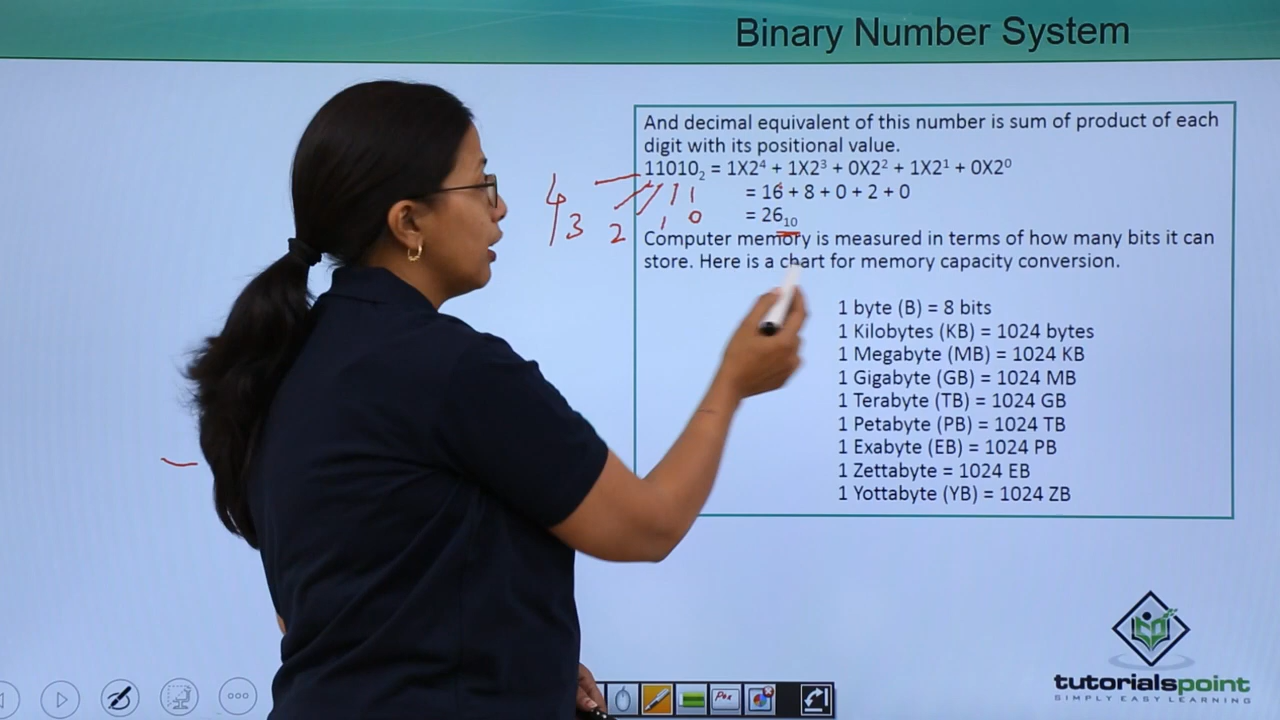 Binary Number System
And decimal equivalent of this number is sum of product of each
digit with its positional value.
11010₂ = 1X2⁴ + 1X2³ + 0X2² + 1X2¹ + 0X2⁰
= 16 + 8 + 0 + 2 + 0
= 26₁₀
4 3 2 1 0
Computer memory is measured in terms of how many bits it can
store. Here is a chart for memory capacity conversion.
1 byte (B) = 8 bits
1 Kilobytes (KB) = 1024 bytes
1 Megabyte (MB) = 1024 KB
1 Gigabyte (GB) = 1024 MB
1 Terabyte (TB) = 1024 GB
1 Petabyte (PB) = 1024 TB
1 Exabyte (EB) = 1024 PB
1 Zettabyte = 1024 EB
1 Yottabyte (YB) = 1024 ZB
tutorialspoint
SIMPLY EASY LEARNING